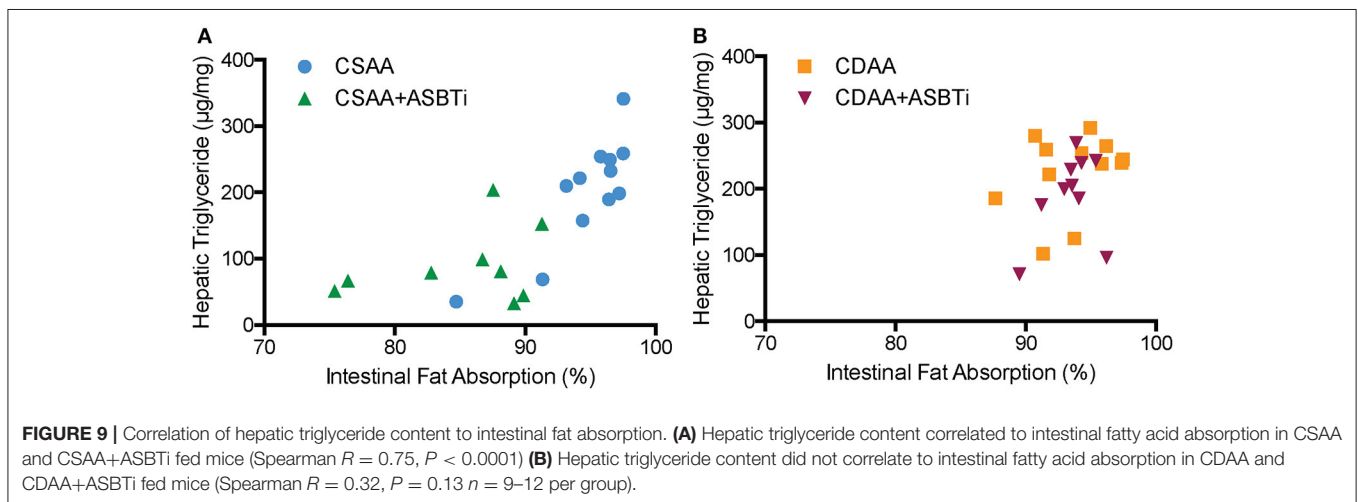 A
Hepatic Triglyceride (μg/mg)
400
300
200
100
0
CSAA
CSAA+ASBTi
70
80
90
100
Intestinal Fat Absorption (%)
B
Hepatic Triglyceride (μg/mg)
400
300
200
100
0
CDAA
CDAA+ASBTi
70
80
90
100
Intestinal Fat Absorption (%)
FIGURE 9 | Correlation of hepatic triglyceride content to intestinal fat absorption. (A) Hepatic triglyceride content correlated to intestinal fatty acid absorption in CSAA
and CSAA+ASBTi fed mice (Spearman R = 0.75, P < 0.0001) (B) Hepatic triglyceride content did not correlate to intestinal fatty acid absorption in CDAA and
CDAA+ASBTi fed mice (Spearman R = 0.32, P = 0.13 n = 9–12 per group).